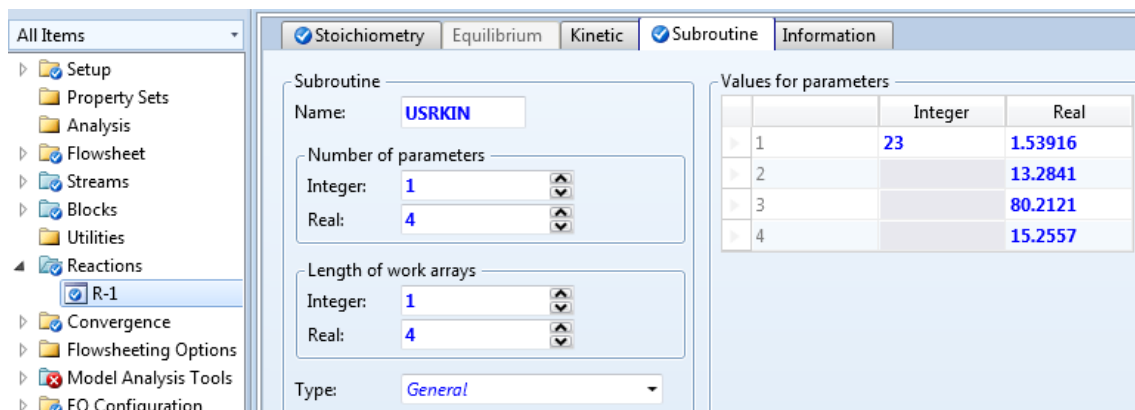 All Items
Setup
Property Sets
Analysis
Flowsheet
Streams
Blocks
Utilities
Reactions
R-1
Convergence
Flowsheeting Options
Model Analysis Tools
EO Configuration
Stoichiometry Equilibrium Kinetic Subroutine Information
Subroutine
Name: USRKIN
Number of parameters
Integer: 1
Real: 4
Length of work arrays
Integer: 1
Real: 4
Type: General
Values for parameters
Integer Real
1 23 1.53916
2 13.2841
3 80.2121
4 15.2557